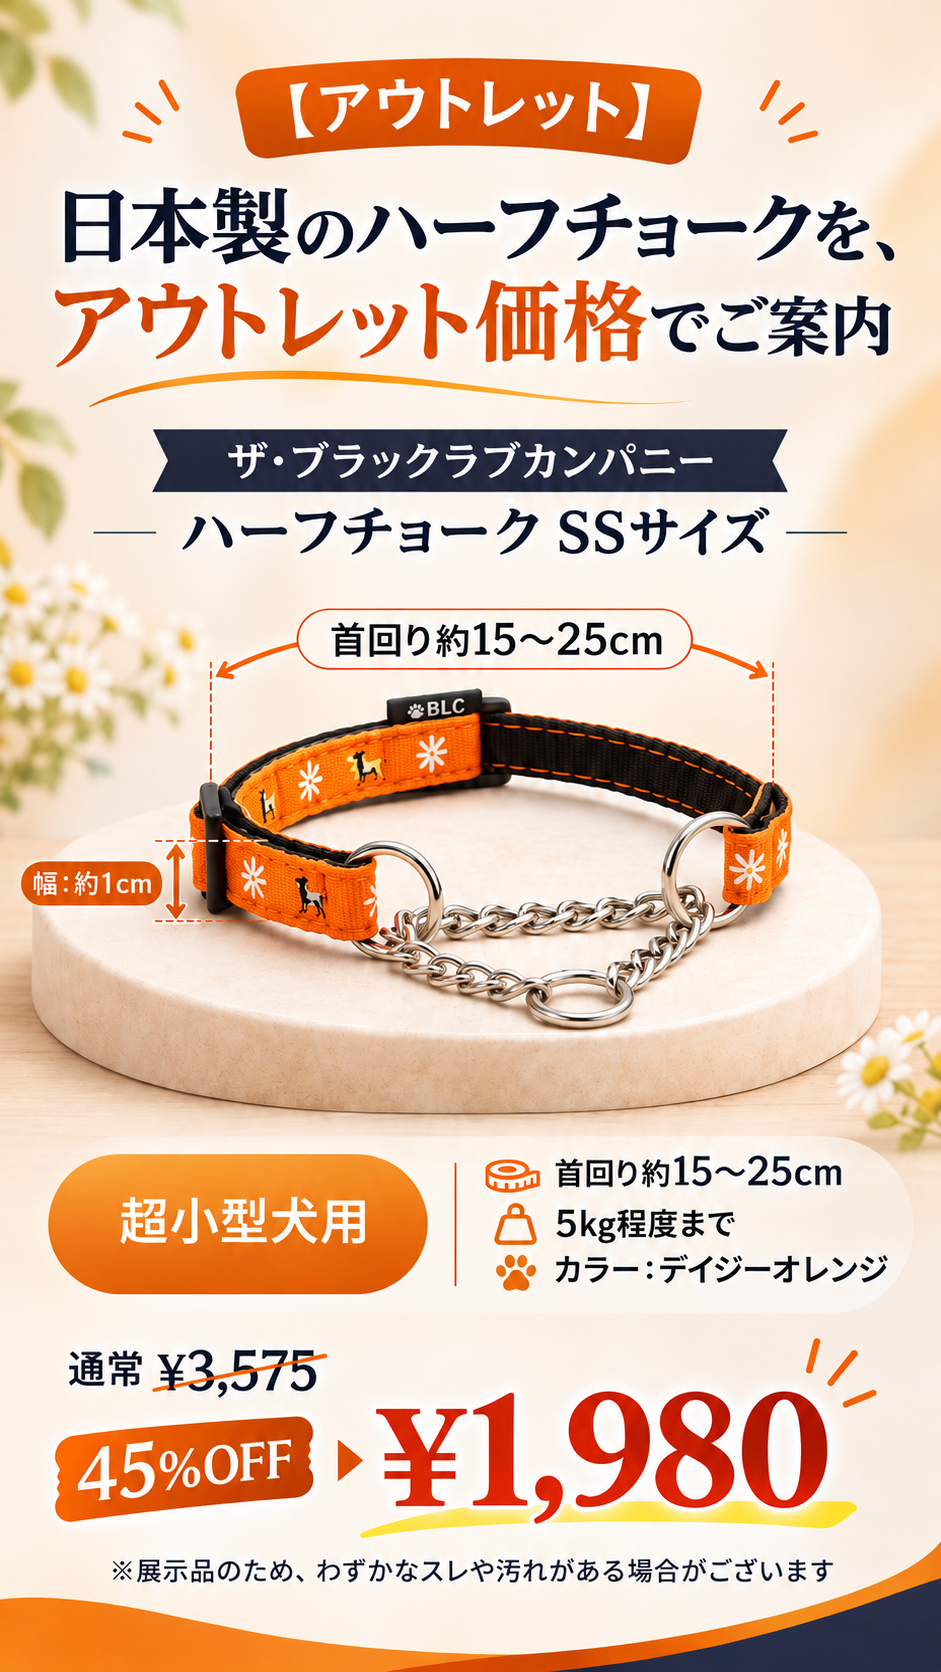 【アウトレット】
日本製のハーフチョークを、
アウトレット価格でご案内
ザ・ブラックラブカンパニー
ハーフチョーク SSサイズ
首回り約15〜25cm
BLC
幅：約1cm
超小型犬用
首回り約15〜25cm
5kg程度まで
カラー：デイジーオレンジ
通常 ¥3,575
45%OFF
¥1,980
※展示品のため、わずかなスレや汚れがある場合がございます